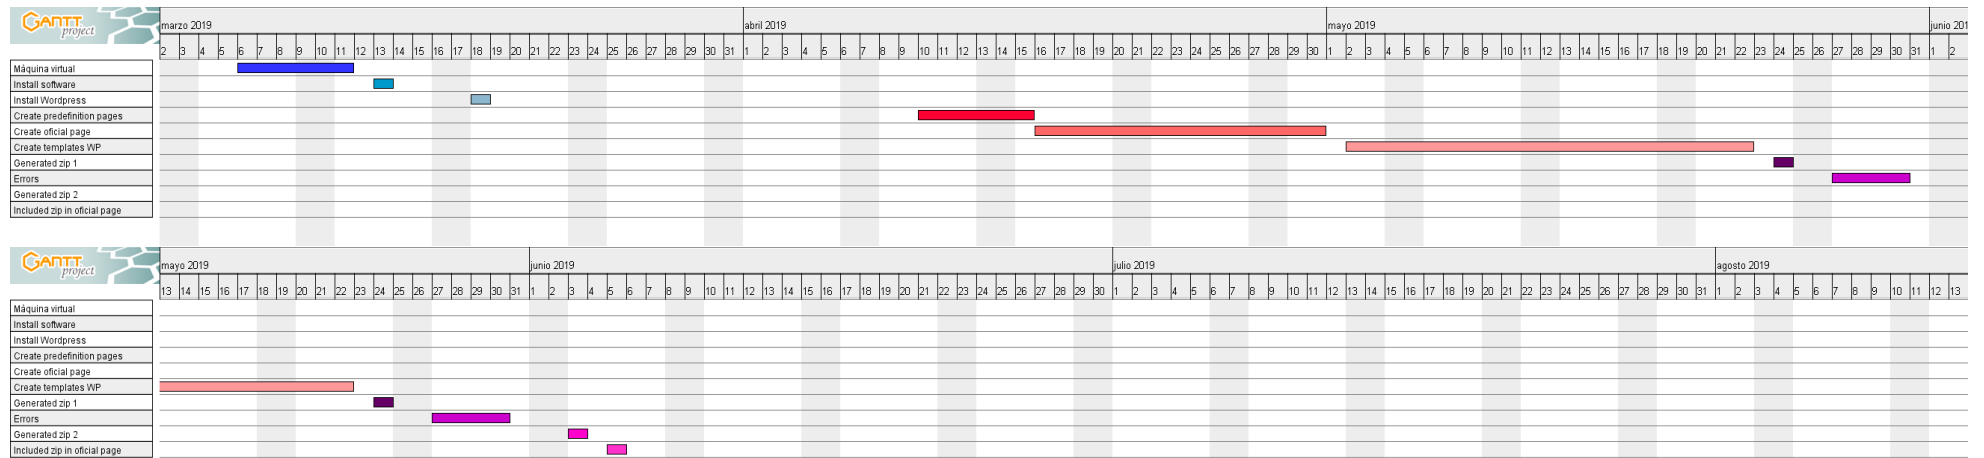 GANTT project
marzo 2019 abril 2019 mayo 2019 junio 201
2 3 4 5 6 7 8 9 10 11 12 13 14 15 16 17 18 19 20 21 22 23 24 25 26 27 28 29 30 31 1 2 3 4 5 6 7 8 9 10 11 12 13 14 15 16 17 18 19 20 21 22 23 24 25 26 27 28 29 30 1 2 3 4 5 6 7 8 9 10 11 12 13 14 15 16 17 18 19 20 21 22 23 24 25 26 27 28 29 30 31 1 2
Máquina virtual
Install software
Install Wordpress
Create predefinition pages
Create oficial page
Create templates WP
Generated zip 1
Errors
Generated zip 2
Included zip in oficial page
GANTT project
mayo 2019 junio 2019 julio 2019 agosto 2019
13 14 15 16 17 18 19 20 21 22 23 24 25 26 27 28 29 30 31 1 2 3 4 5 6 7 8 9 10 11 12 13 14 15 16 17 18 19 20 21 22 23 24 25 26 27 28 29 30 1 2 3 4 5 6 7 8 9 10 11 12 13 14 15 16 17 18 19 20 21 22 23 24 25 26 27 28 29 30 31 1 2 3 4 5 6 7 8 9 10 11 12 13
Máquina virtual
Install software
Install Wordpress
Create predefinition pages
Create oficial page
Create templates WP
Generated zip 1
Errors
Generated zip 2
Included zip in oficial page